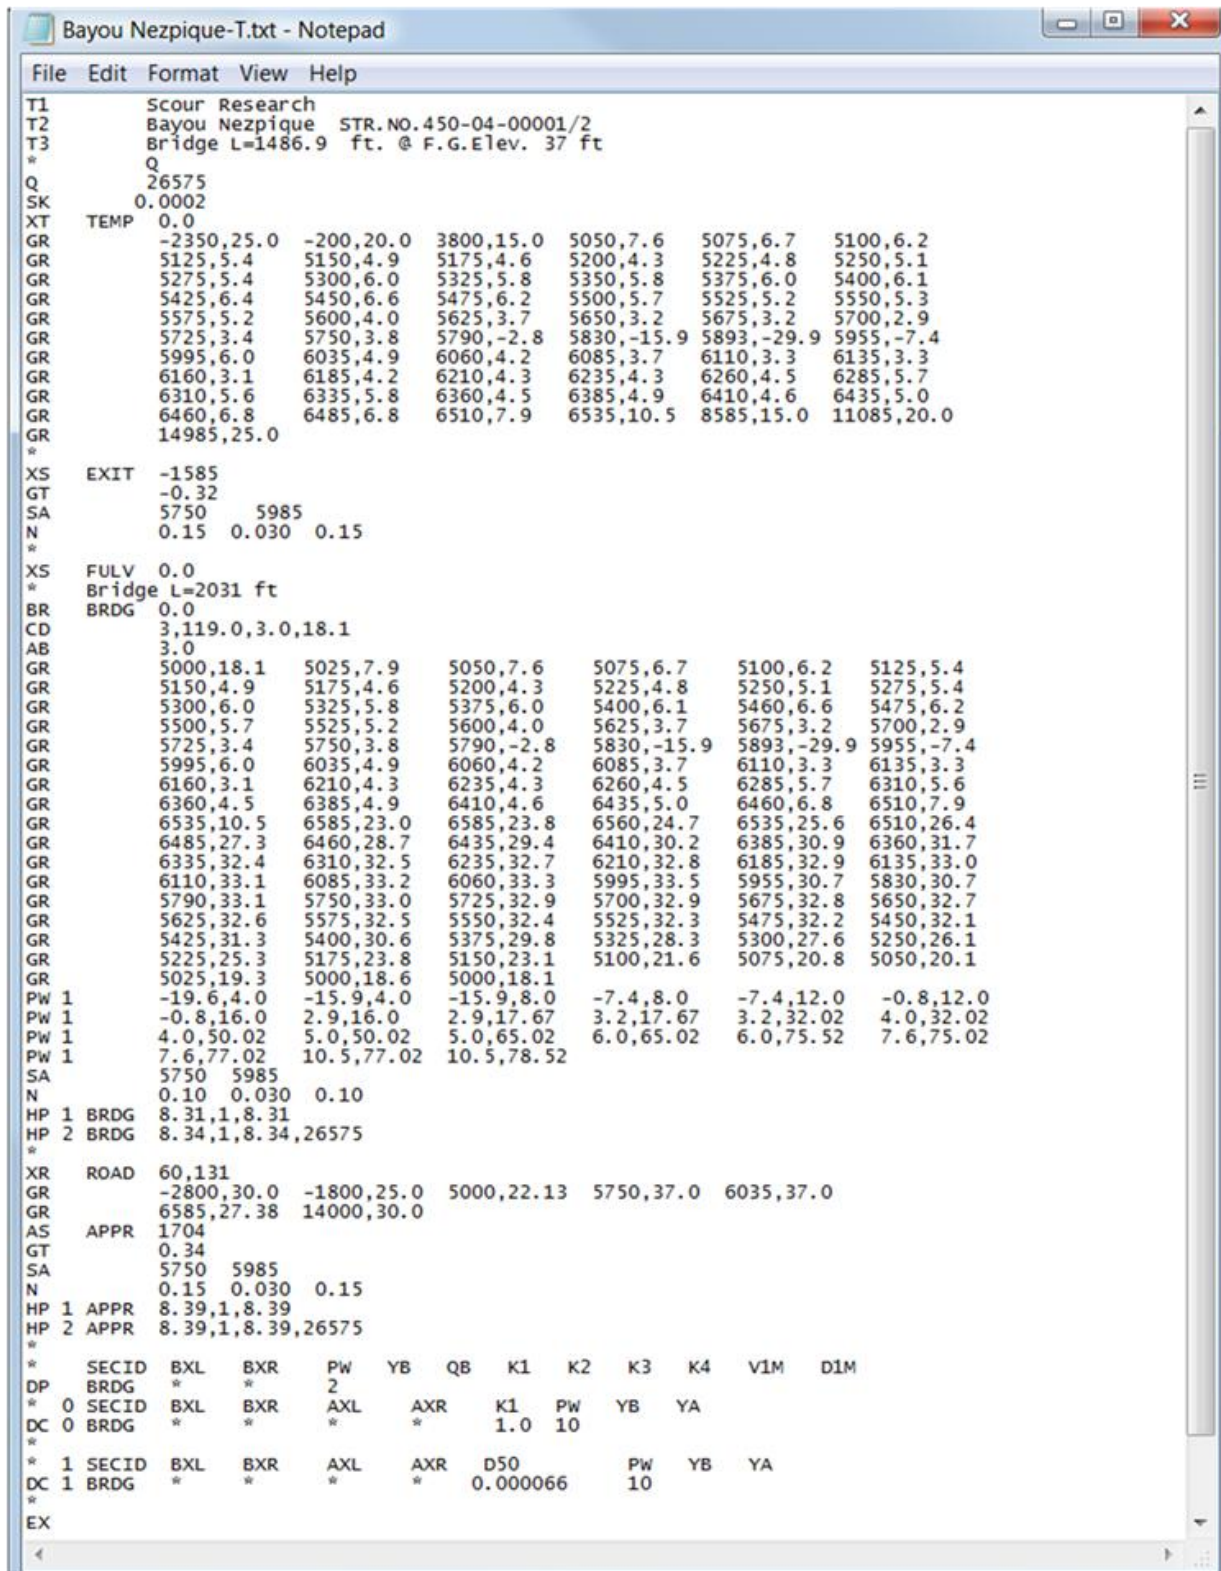 Bayou Nezpique-T.txt - Notepad
File Edit Format View Help
T1 Scour Research
T2 Bayou Nezpique STR.NO.450-04-00001/2
T3 Bridge L=1486.9 ft. @ F.G.Elev. 37 ft
* Q
Q 26575
SK 0.0002
XT TEMP 0.0
GR -2350,25.0 -200,20.0 3800,15.0 5050,7.6 5075,6.7 5100,6.2
GR 5125,5.4 5150,4.9 5175,4.6 5200,4.3 5225,4.8 5250,5.1
GR 5275,5.4 5300,6.0 5325,5.8 5350,5.8 5375,6.0 5400,6.1
GR 5425,6.4 5450,6.6 5475,6.2 5500,5.7 5525,5.2 5550,5.3
GR 5575,5.2 5600,4.0 5625,3.7 5650,3.2 5675,3.2 5700,2.9
GR 5725,3.4 5750,3.8 5790,-2.8 5830,-15.9 5893,-29.9 5955,-7.4
GR 5995,6.0 6035,4.9 6060,4.2 6085,3.7 6110,3.3 6135,3.3
GR 6160,3.1 6185,4.2 6210,4.3 6235,4.3 6260,4.5 6285,5.7
GR 6310,5.6 6335,5.8 6360,4.5 6385,4.9 6410,4.6 6435,5.0
GR 6460,6.8 6485,6.8 6510,7.9 6535,10.5 8585,15.0 11085,20.0
GR 14985,25.0
*
XS EXIT -1585
GT -0.32
SA 5750 5985
N 0.15 0.030 0.15
*
XS FULV 0.0
* Bridge L=2031 ft
BR BRDG 0.0
CD 3,119.0,3.0,18.1
AB 3.0
GR 5000,18.1 5025,7.9 5050,7.6 5075,6.7 5100,6.2 5125,5.4
GR 5150,4.9 5175,4.6 5200,4.3 5225,4.8 5250,5.1 5275,5.4
GR 5300,6.0 5325,5.8 5375,6.0 5400,6.1 5460,6.6 5475,6.2
GR 5500,5.7 5525,5.2 5600,4.0 5625,3.7 5675,3.2 5700,2.9
GR 5725,3.4 5750,3.8 5790,-2.8 5830,-15.9 5893,-29.9 5955,-7.4
GR 5995,6.0 6035,4.9 6060,4.2 6085,3.7 6110,3.3 6135,3.3
GR 6160,3.1 6210,4.3 6235,4.3 6260,4.5 6285,5.7 6310,5.6
GR 6360,4.5 6385,4.9 6410,4.6 6435,5.0 6460,6.8 6510,7.9
GR 6535,10.5 6585,23.0 6585,23.8 6560,24.7 6535,25.6 6510,26.4
GR 6485,27.3 6460,28.7 6435,29.4 6410,30.2 6385,30.9 6360,31.7
GR 6335,32.4 6310,32.5 6235,32.7 6210,32.8 6185,32.9 6135,33.0
GR 6110,33.1 6085,33.2 6060,33.3 5995,33.5 5955,30.7 5830,30.7
GR 5790,33.1 5750,33.0 5725,32.9 5700,32.9 5675,32.8 5650,32.7
GR 5625,32.6 5575,32.5 5550,32.4 5525,32.3 5475,32.2 5450,32.1
GR 5425,31.3 5400,30.6 5375,29.8 5325,28.3 5300,27.6 5250,26.1
GR 5225,25.3 5175,23.8 5150,23.1 5100,21.6 5075,20.8 5050,20.1
GR 5025,19.3 5000,18.6 5000,18.1
PW 1 -19.6,4.0 -15.9,4.0 -15.9,8.0 -7.4,8.0 -7.4,12.0 -0.8,12.0
PW 1 -0.8,16.0 2.9,16.0 2.9,17.67 3.2,17.67 3.2,32.02 4.0,32.02
PW 1 4.0,50.02 5.0,50.02 5.0,65.02 6.0,65.02 6.0,75.52 7.6,75.02
PW 1 7.6,77.02 10.5,77.02 10.5,78.52
SA 5750 5985
N 0.10 0.030 0.10
HP 1 BRDG 8.31,1,8.31
HP 2 BRDG 8.34,1,8.34,26575
*
XR ROAD 60,131
GR -2800,30.0 -1800,25.0 5000,22.13 5750,37.0 6035,37.0
GR 6585,27.38 14000,30.0
AS APPR 1704
GT 0.34
SA 5750 5985
N 0.15 0.030 0.15
HP 1 APPR 8.39,1,8.39
HP 2 APPR 8.39,1,8.39,26575
*
* SECID BXL BXR PW YB QB K1 K2 K3 K4 V1M D1M
DP BRDG * * 2
* 0 SECID BXL BXR AXL AXR K1 PW YB YA
DC 0 BRDG * * * * 1.0 10
*
* 1 SECID BXL BXR AXL AXR D50 PW YB YA
DC 1 BRDG * * * * 0.000066 10
*
EX